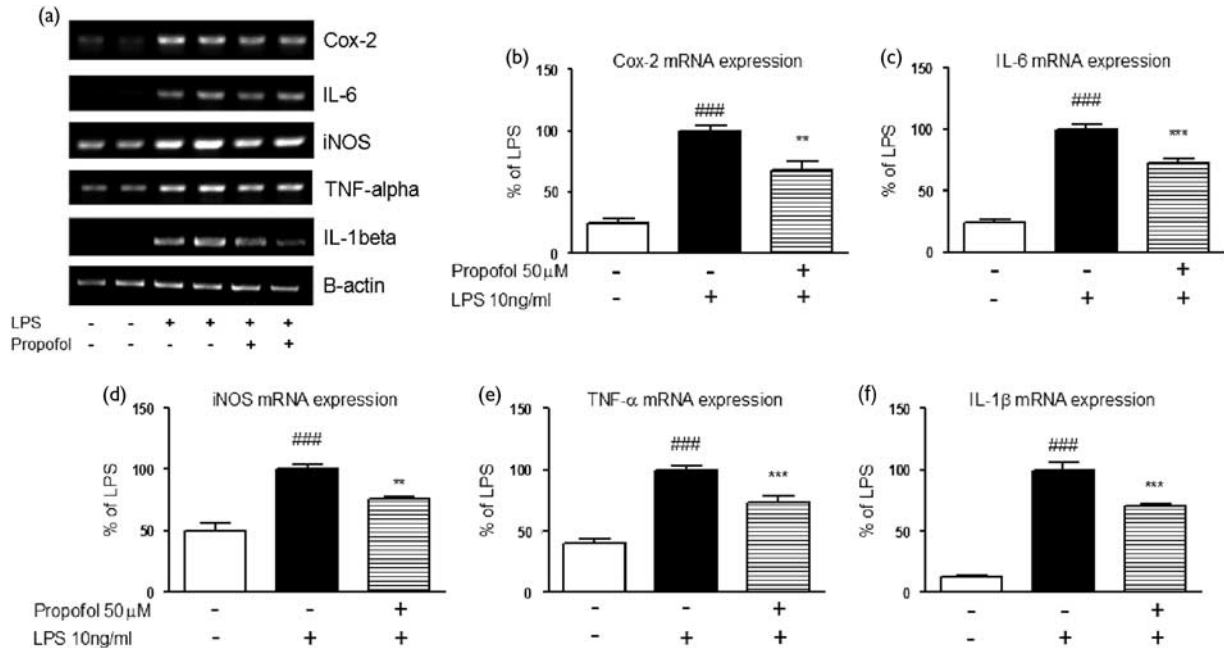 (a)
Cox-2
IL-6
iNOS
TNF-alpha
IL-1beta
B-actin
LPS - - + + + +
Propofol - - - - + +
(b)
Cox-2 mRNA expression
% of LPS
150
100
50
0
###
**
Propofol 50μM - - +
LPS 10ng/ml - + +
(c)
IL-6 mRNA expression
% of LPS
150
100
50
0
###
***
- - +
- + +
(d)
iNOS mRNA expression
% of LPS
150
100
50
0
###
**
Propofol 50μM - - +
LPS 10ng/ml - + +
(e)
TNF-α mRNA expression
% of LPS
150
100
50
0
###
***
- - +
- + +
(f)
IL-1β mRNA expression
% of LPS
150
100
50
0
###
***
- - +
- + +